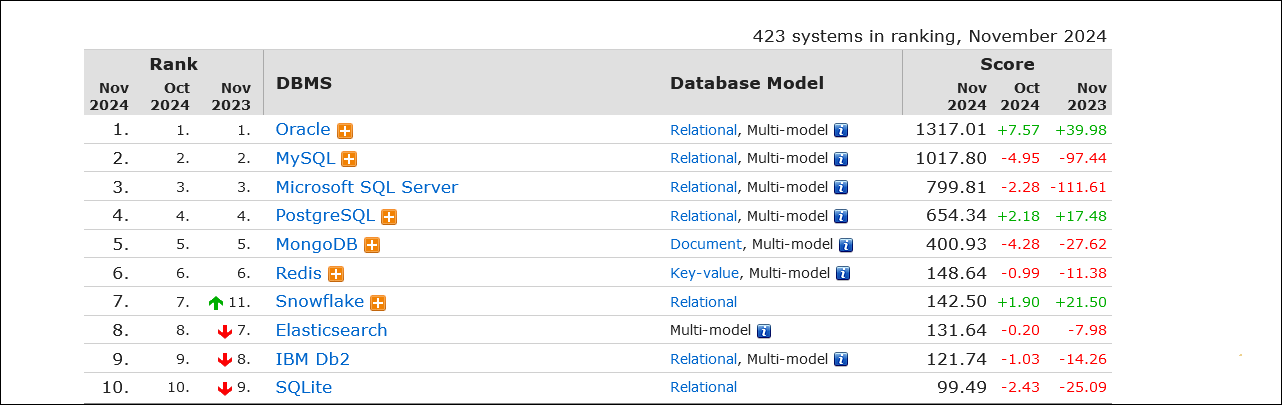 423 systems in ranking, November 2024
Rank DBMS Database Model Score
Nov 2024 Oct 2024 Nov 2023 Nov 2024 Oct 2024 Nov 2023
1. 1. 1. Oracle Relational, Multi-model 1317.01 +7.57 +39.98
2. 2. 2. MySQL Relational, Multi-model 1017.80 -4.95 -97.44
3. 3. 3. Microsoft SQL Server Relational, Multi-model 799.81 -2.28 -111.61
4. 4. 4. PostgreSQL Relational, Multi-model 654.34 +2.18 +17.48
5. 5. 5. MongoDB Document, Multi-model 400.93 -4.28 -27.62
6. 6. 6. Redis Key-value, Multi-model 148.64 -0.99 -11.38
7. 7. 11. Snowflake Relational 142.50 +1.90 +21.50
8. 8. 7. Elasticsearch Multi-model 131.64 -0.20 -7.98
9. 9. 8. IBM Db2 Relational, Multi-model 121.74 -1.03 -14.26
10. 10. 9. SQLite Relational 99.49 -2.43 -25.09